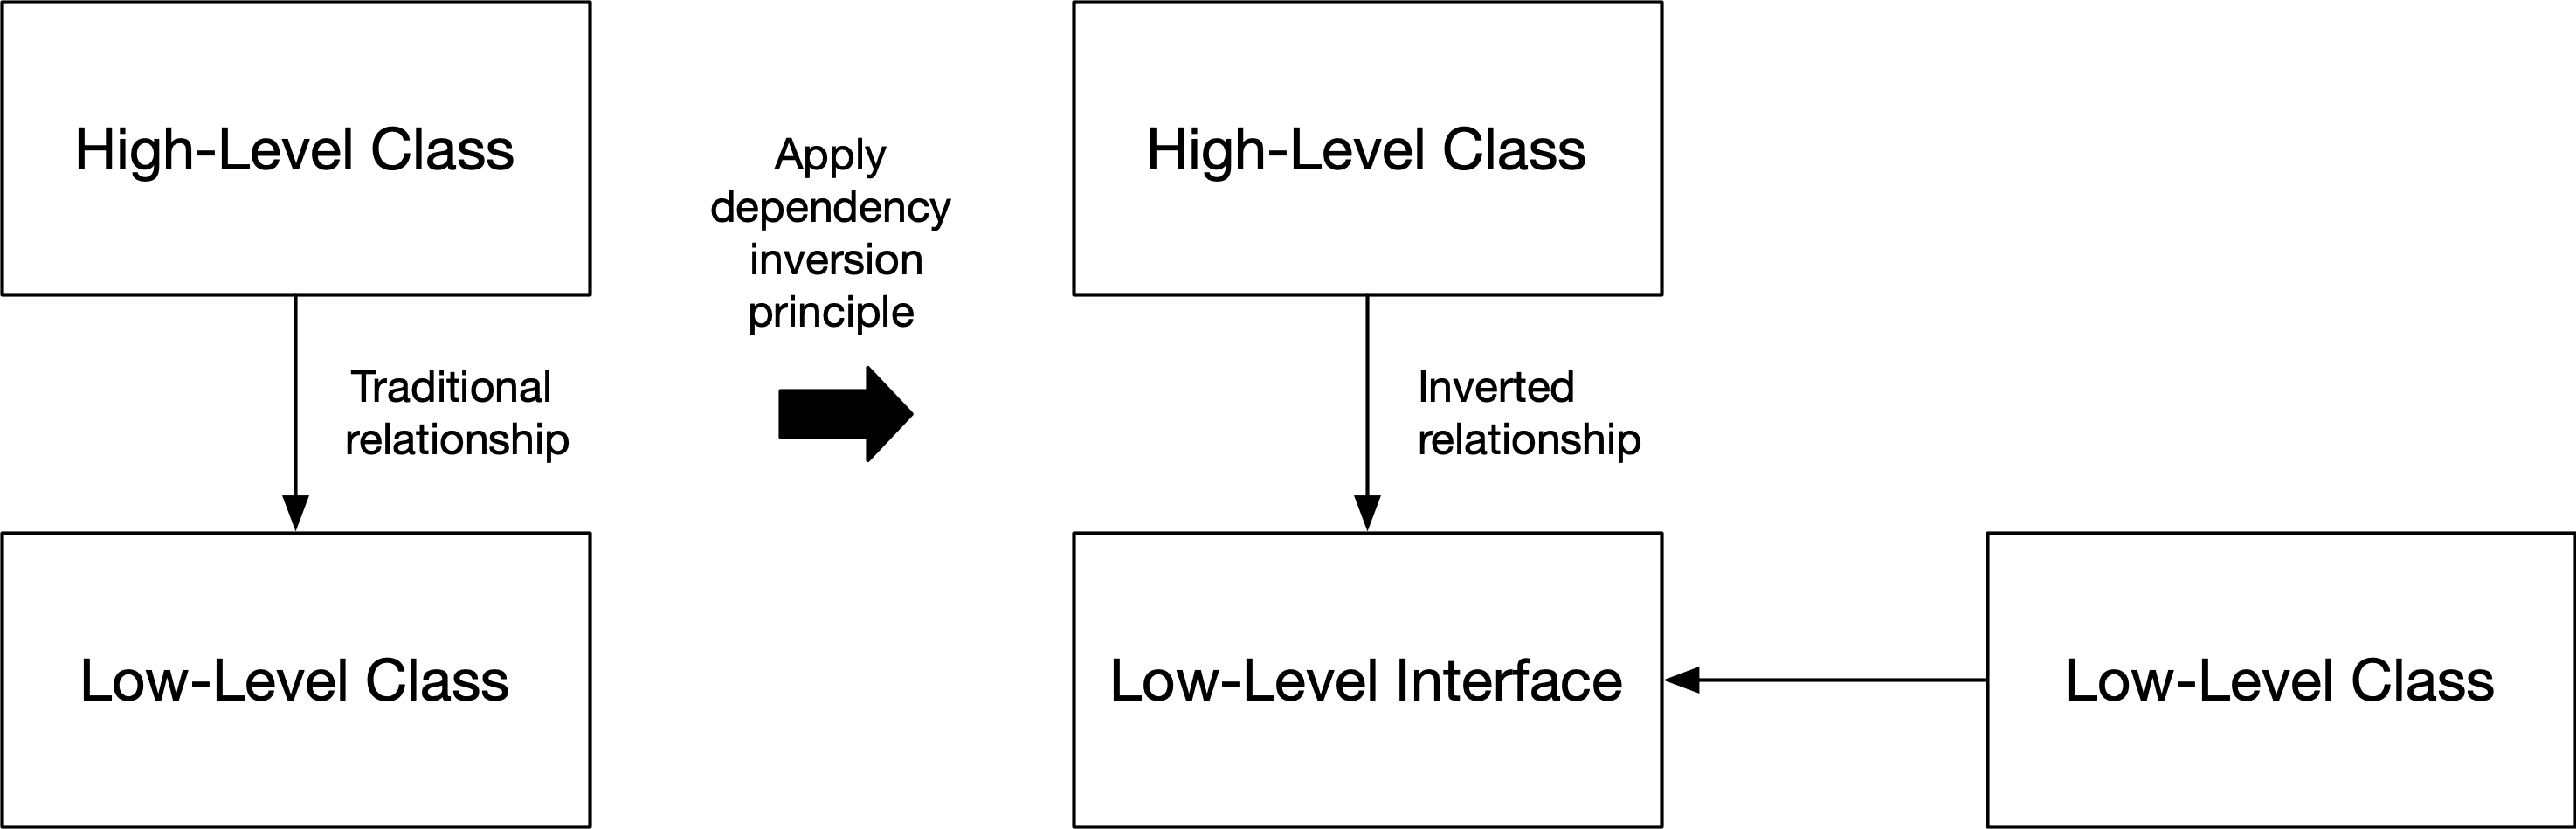 High-Level Class
Traditional
relationship
Low-Level Class
Apply
dependency
inversion
principle
High-Level Class
Inverted
relationship
Low-Level Interface
Low-Level Class